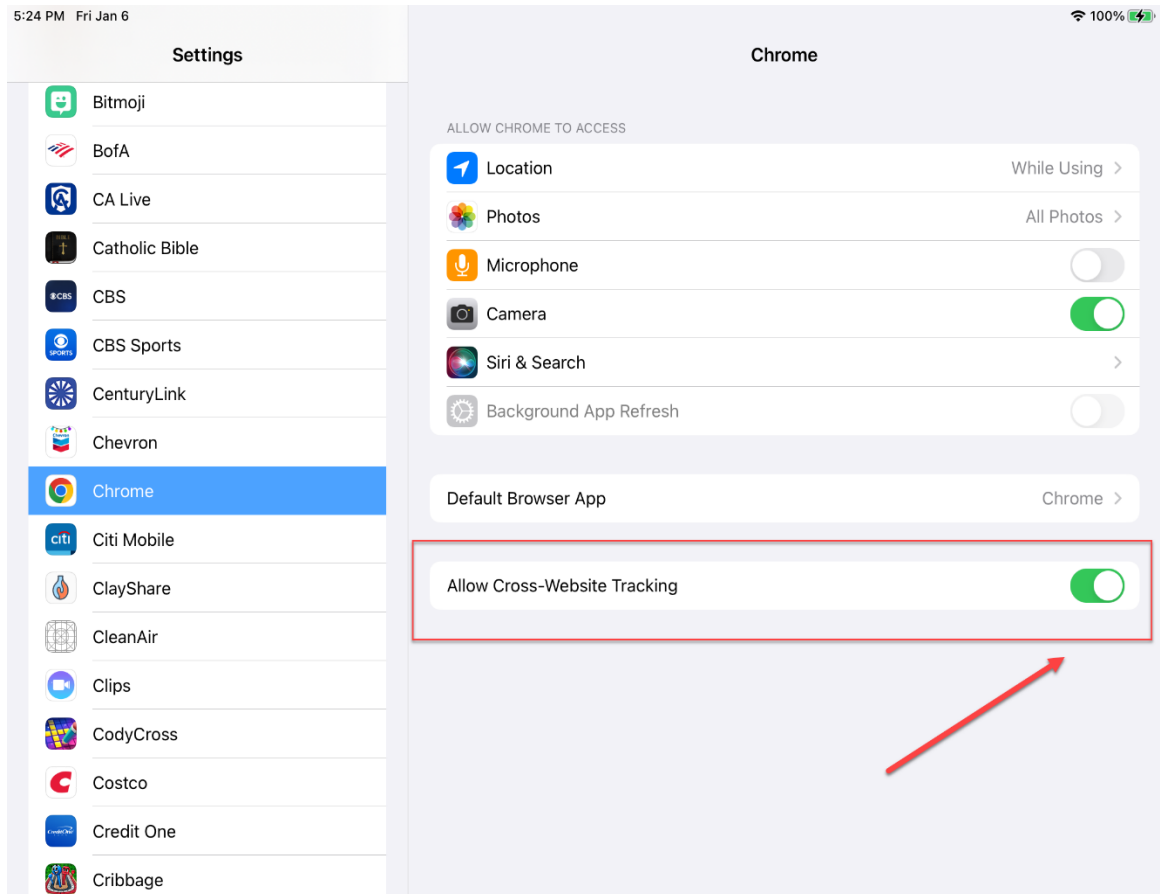 5:24 PM Fri Jan 6
100%
Settings
Chrome
Bitmoji
BofA
CA Live
Catholic Bible
CBS
CBS Sports
CenturyLink
Chevron
Chrome
Citi Mobile
ClayShare
CleanAir
Clips
CodyCross
Costco
Credit One
Cribbage
ALLOW CHROME TO ACCESS
Location While Using
Photos All Photos
Microphone
Camera
Siri & Search
Background App Refresh
Default Browser App Chrome
Allow Cross-Website Tracking